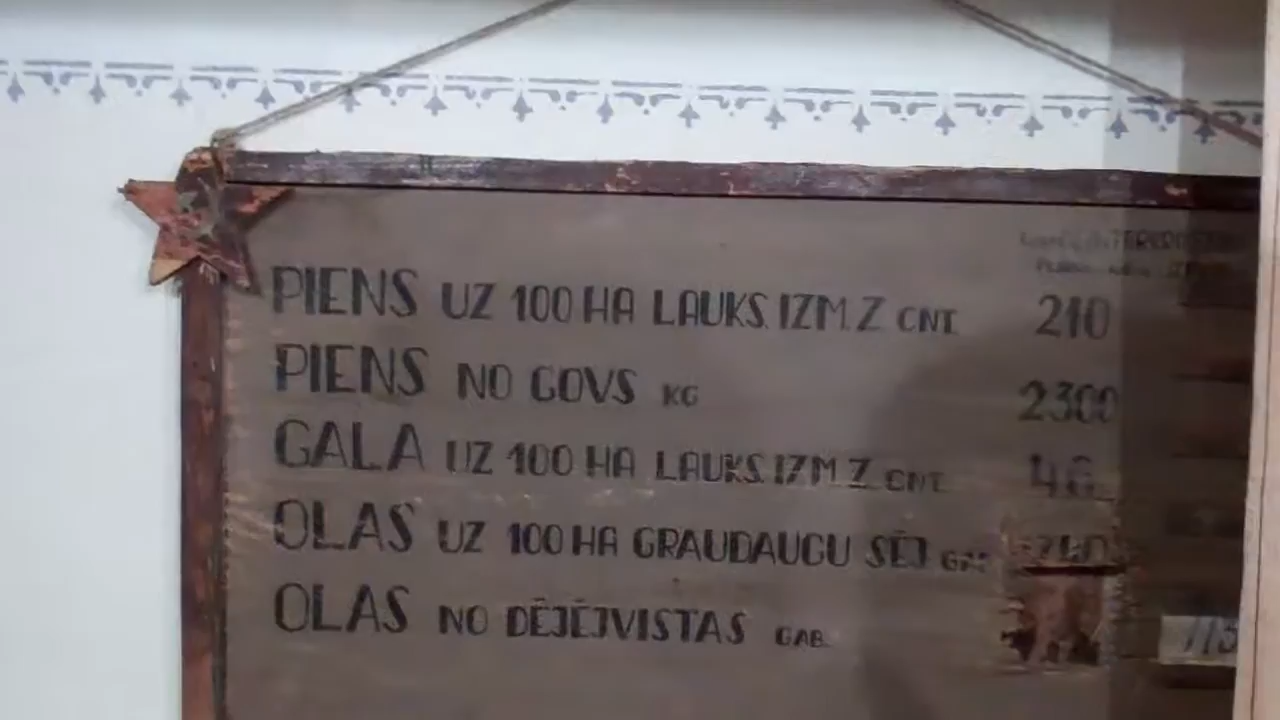 PIENS UZ 100 HA LAUKS. IZM. Z CNT. 210
PIENS NO GOVS KG 2300
GALA UZ 100 HA LAUKS. IZM. Z. CNT.
OLAS UZ 100 HA GRAUDAUGU SĒJ
OLAS NO DĒJĒJVISTAS GAB.